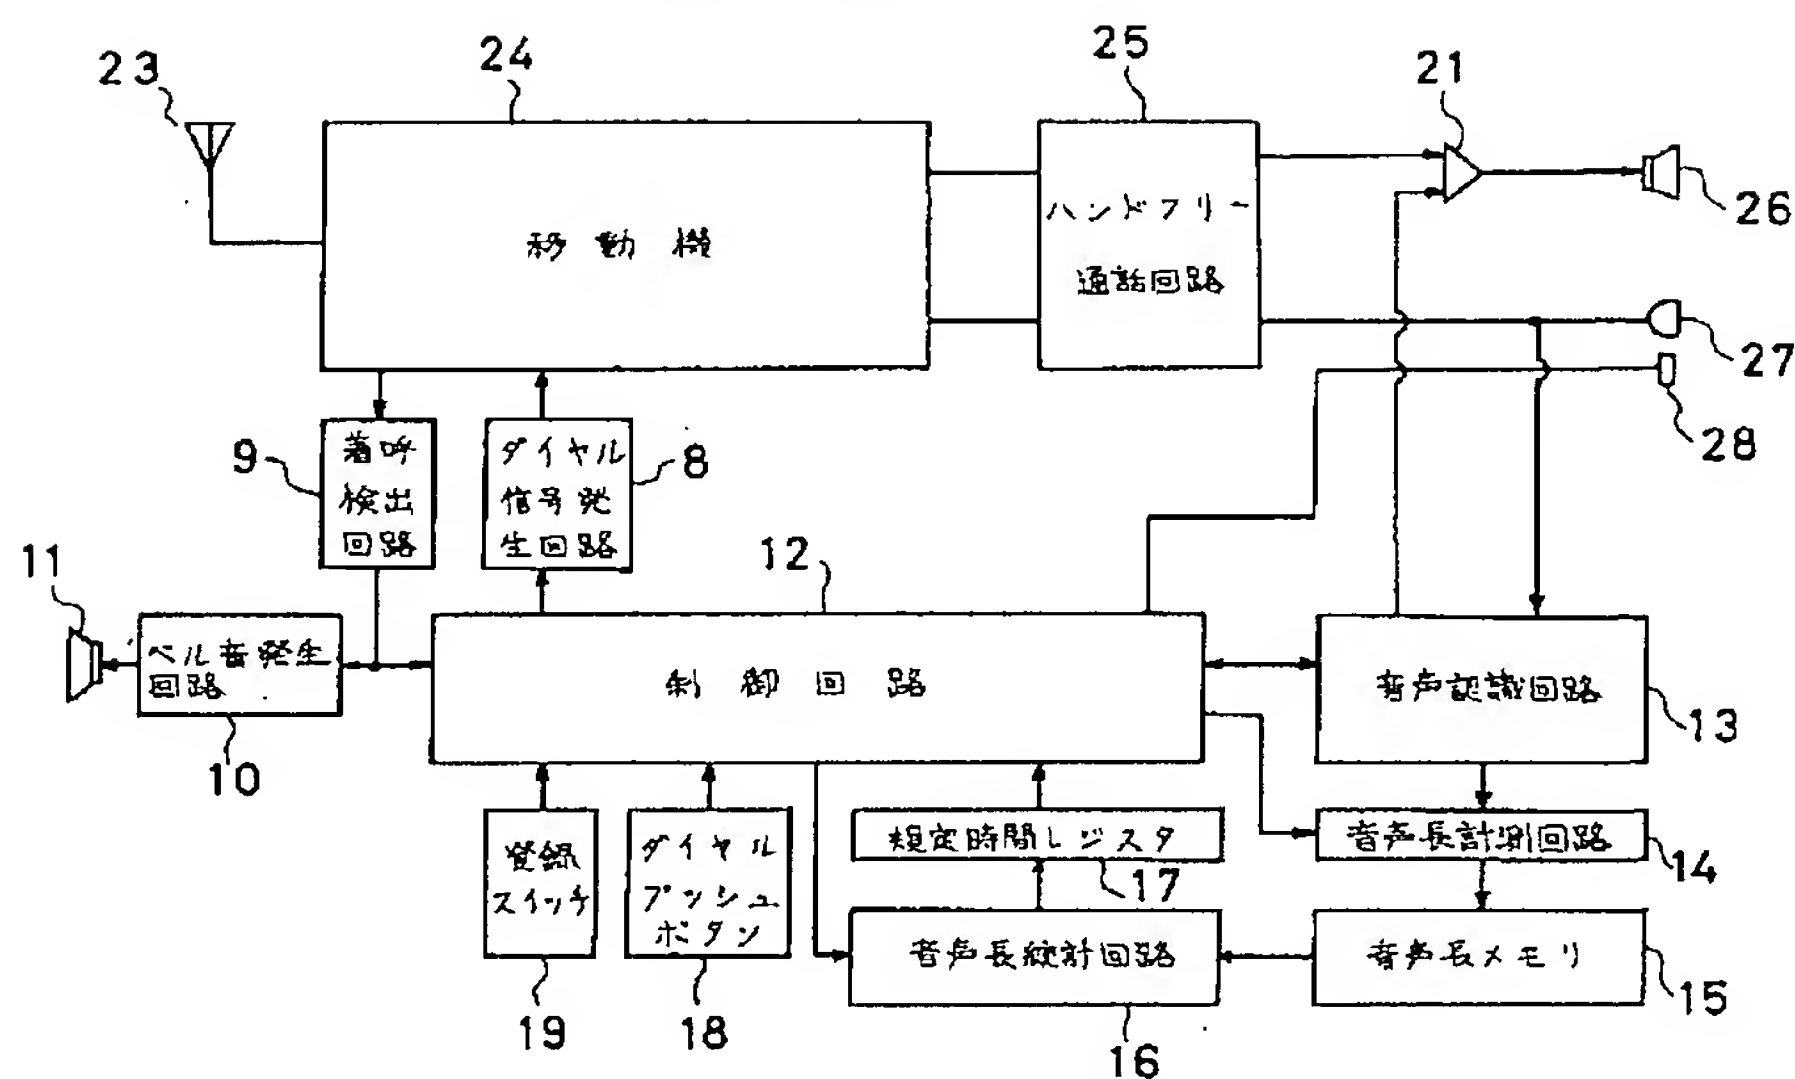 23
24
25
21
26
27
28
移動機
ハンドフリー
通話回路
9
着呼
検出
回路
ダイヤル
信号発
生回路
8
11
ベル音発生
回路
10
12
制御回路
音声認識回路
13
登録
スイッチ
19
ダイヤル
プッシュ
ボタン
18
規定時間レジスタ
17
音声長計測回路
14
音声長統計回路
16
音声長メモリ
15